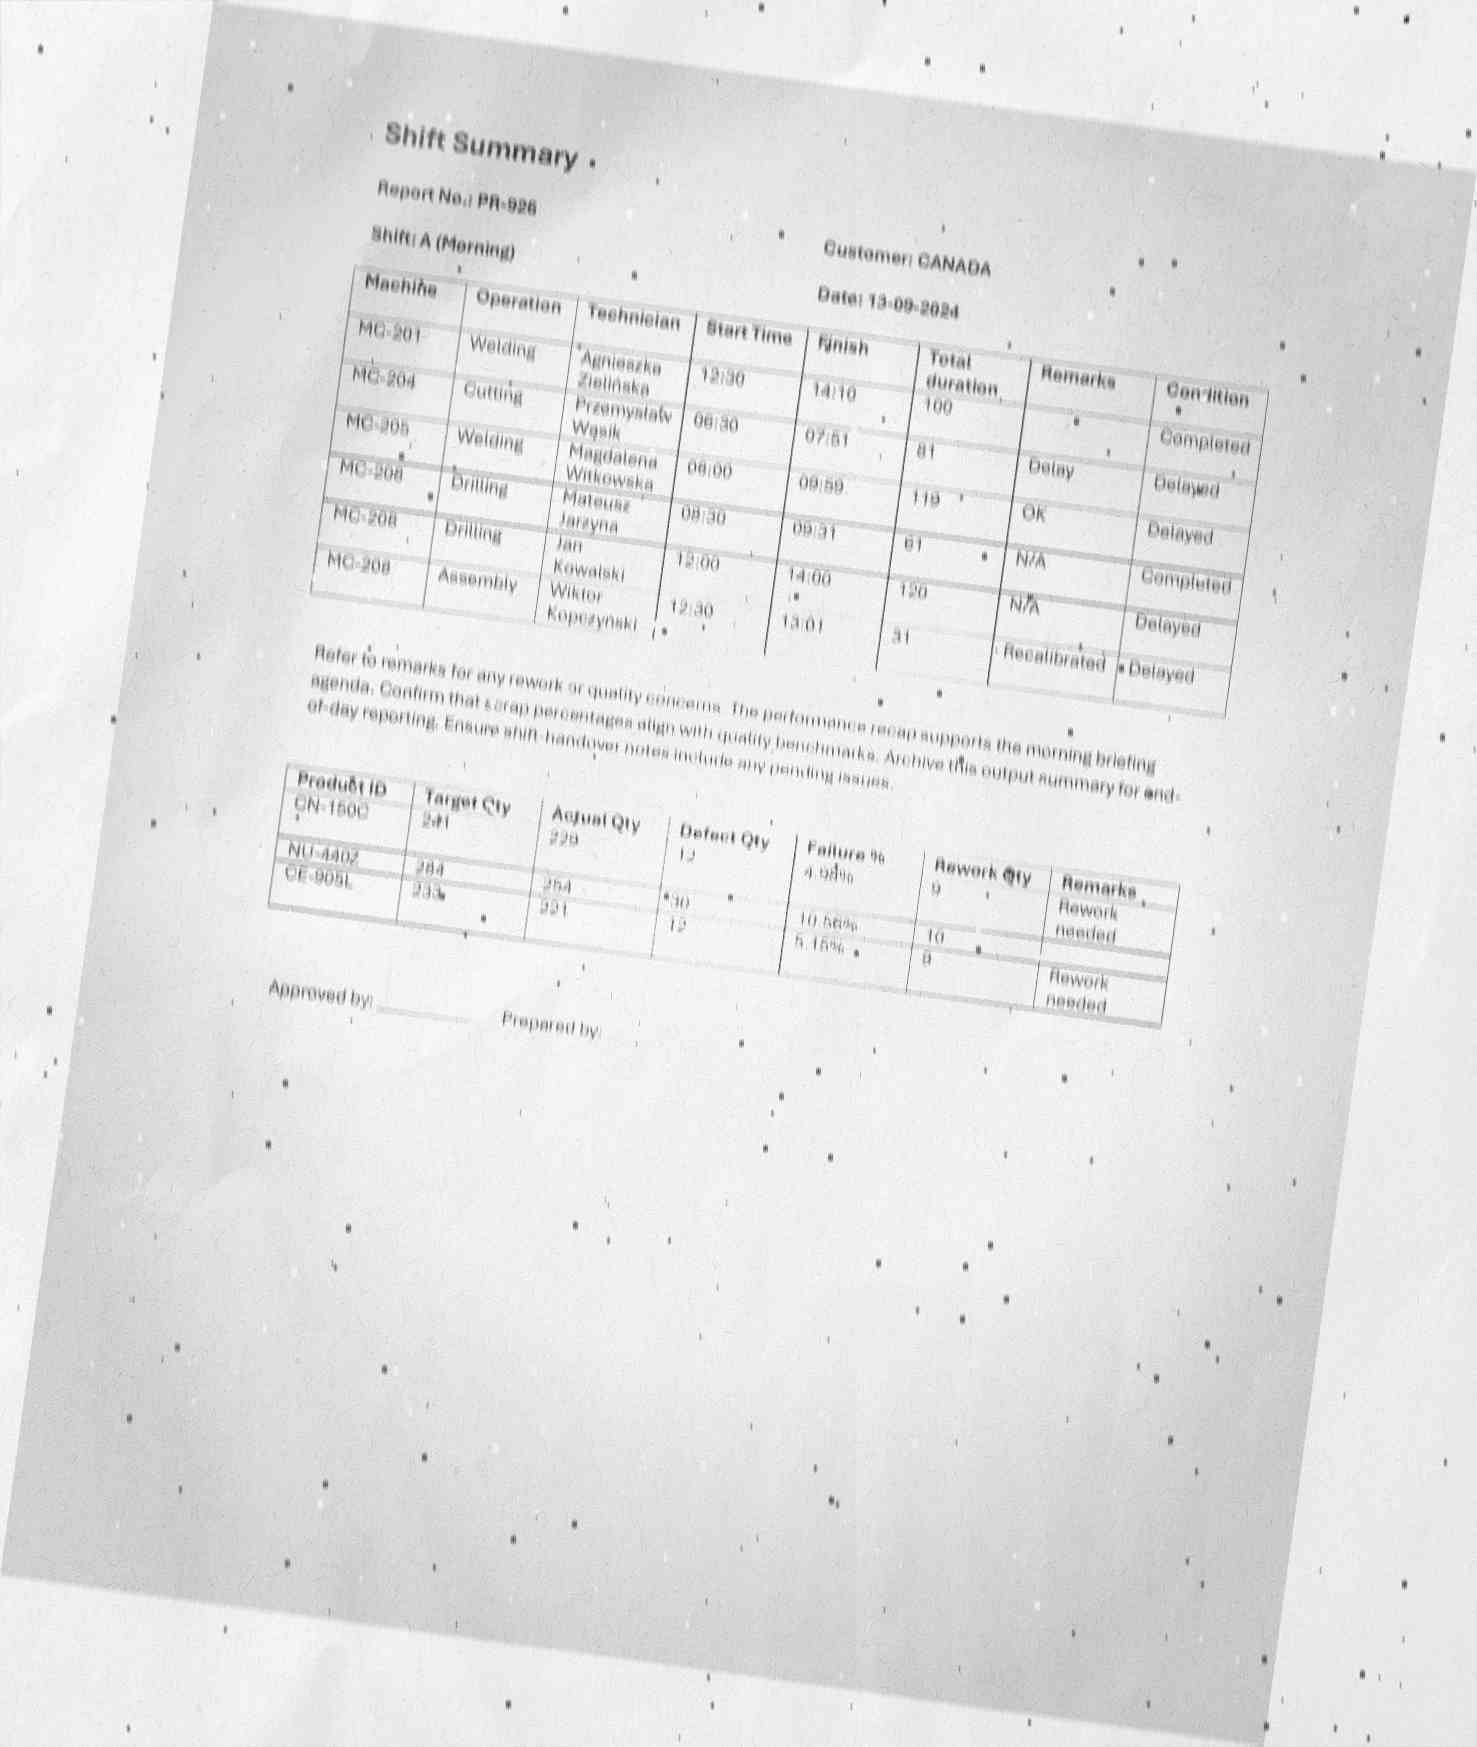 Shift Summary
Report No.: PR-926
Customer: CANADA
Shift: A (Morning)
Date: 13-09-2024
Machine Operation Technician Start Time Finish Total duration Remarks Condition
MC-201 Welding Agnieszka Zielińska 12:30 14:10 100 Completed
MC-204 Cutting Przemysław Wąsik 06:30 07:51 81 Delay Delayed
MC-205 Welding Magdalena Witkowska 08:00 09:59 119 OK Delayed
MC-208 Drilling Mateusz Jarzyna 08:30 09:31 61 N/A Completed
MC-208 Drilling Jan Kowalski 12:00 14:00 120 N/A Delayed
MC-208 Assembly Wiktor Kopczyński 12:30 13:01 31 Recalibrated Delayed
Refer to remarks for any rework or quality concerns. The performance recap supports the morning briefing
agenda. Confirm that scrap percentages align with quality benchmarks. Archive this output summary for end-
of-day reporting. Ensure shift-handover notes include any pending issues.
Product ID Target Qty Actual Qty Defect Qty Failure % Rework Qty Remarks
CN-150C 241 229 12 4.98% 9 Rework needed
NU-440Z 284 254 30 10.56% 10
CE-905L 233 221 12 5.15% Rework needed
Approved by: Prepared by: